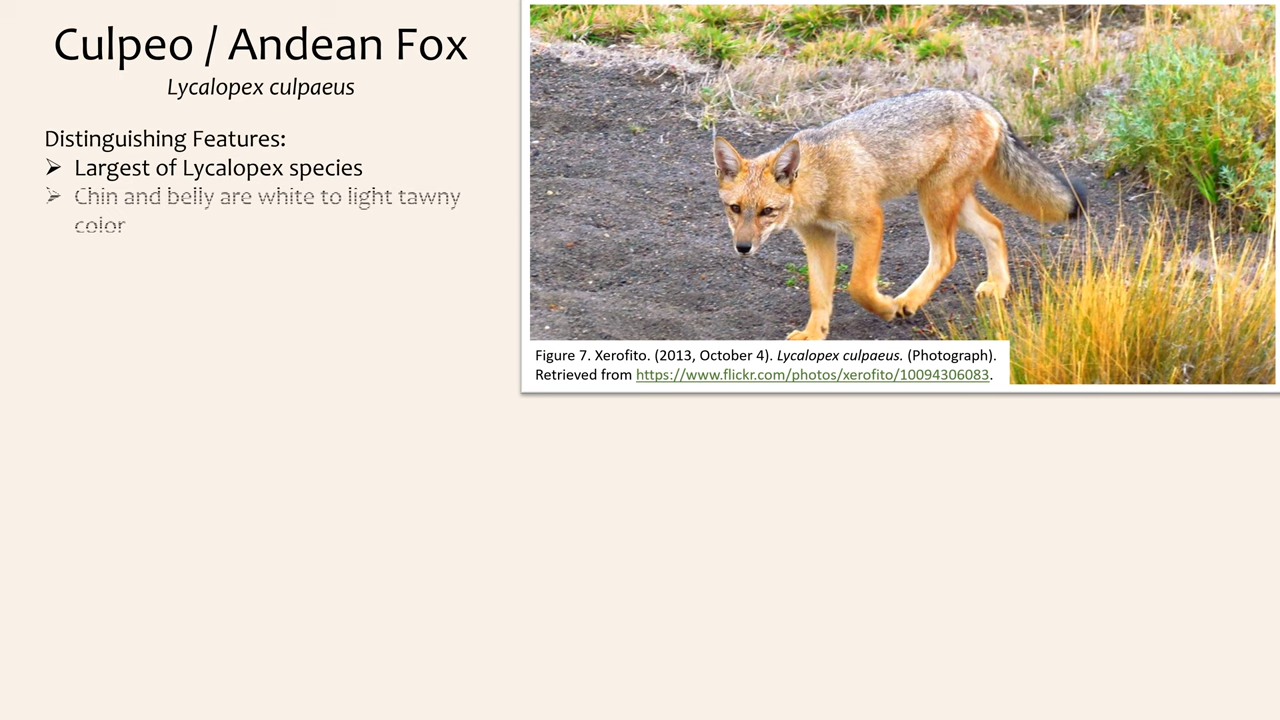 Culpeo / Andean Fox
Lycalopex culpaeus
Distinguishing Features:
➢ Largest of Lycalopex species
➢ Chin and belly are white to light tawny
color
Figure 7. Xerofito. (2013, October 4). Lycalopex culpaeus. (Photograph).
Retrieved from https://www.flickr.com/photos/xerofito/10094306083.